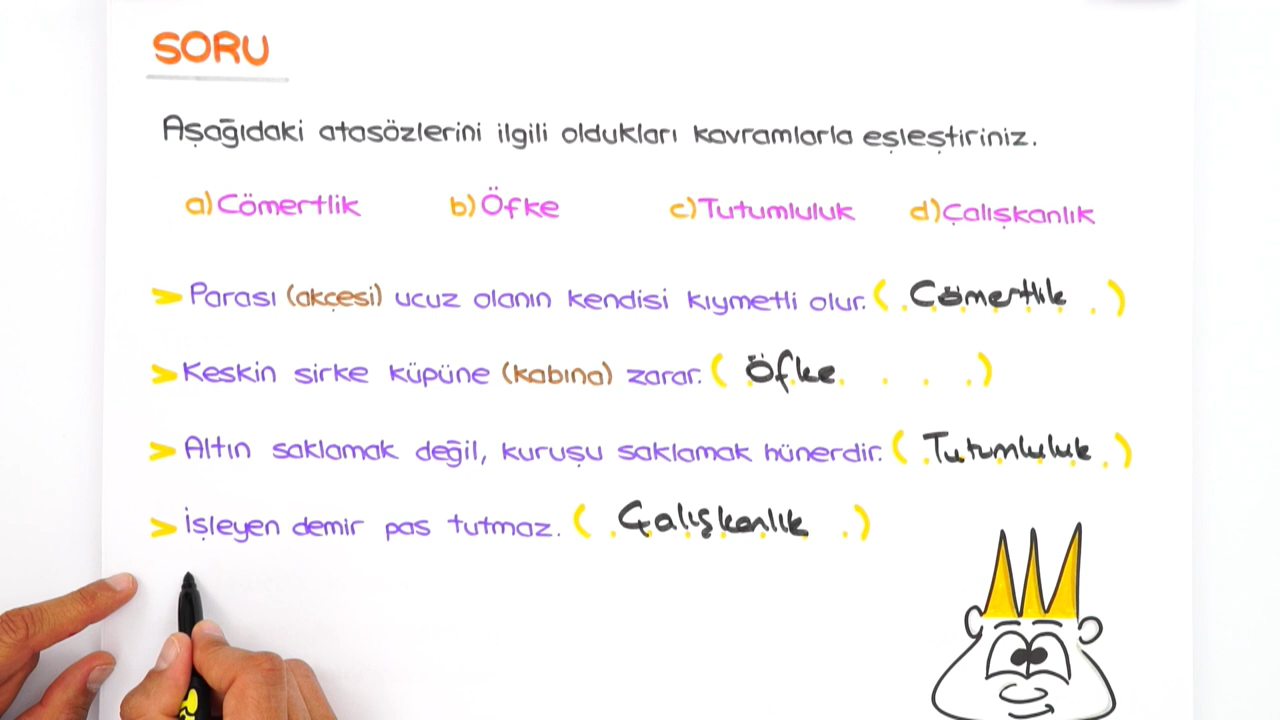 SORU
Aşağıdaki atasözlerini ilgili oldukları kavramlarla eşleştiriniz.
a) Cömertlik b) Öfke c) Tutumluluk d) Çalışkanlık
> Parası (akçesi) ucuz olanın kendisi kıymetli olur. (. Cömertlik .)
> Keskin sirke küpüne (kabına) zarar. ( Öfke. . . .)
> Altın saklamak değil, kuruşu saklamak hünerdir. ( Tutumluluk .)
> İşleyen demir pas tutmaz. (. Çalışkanlık .)